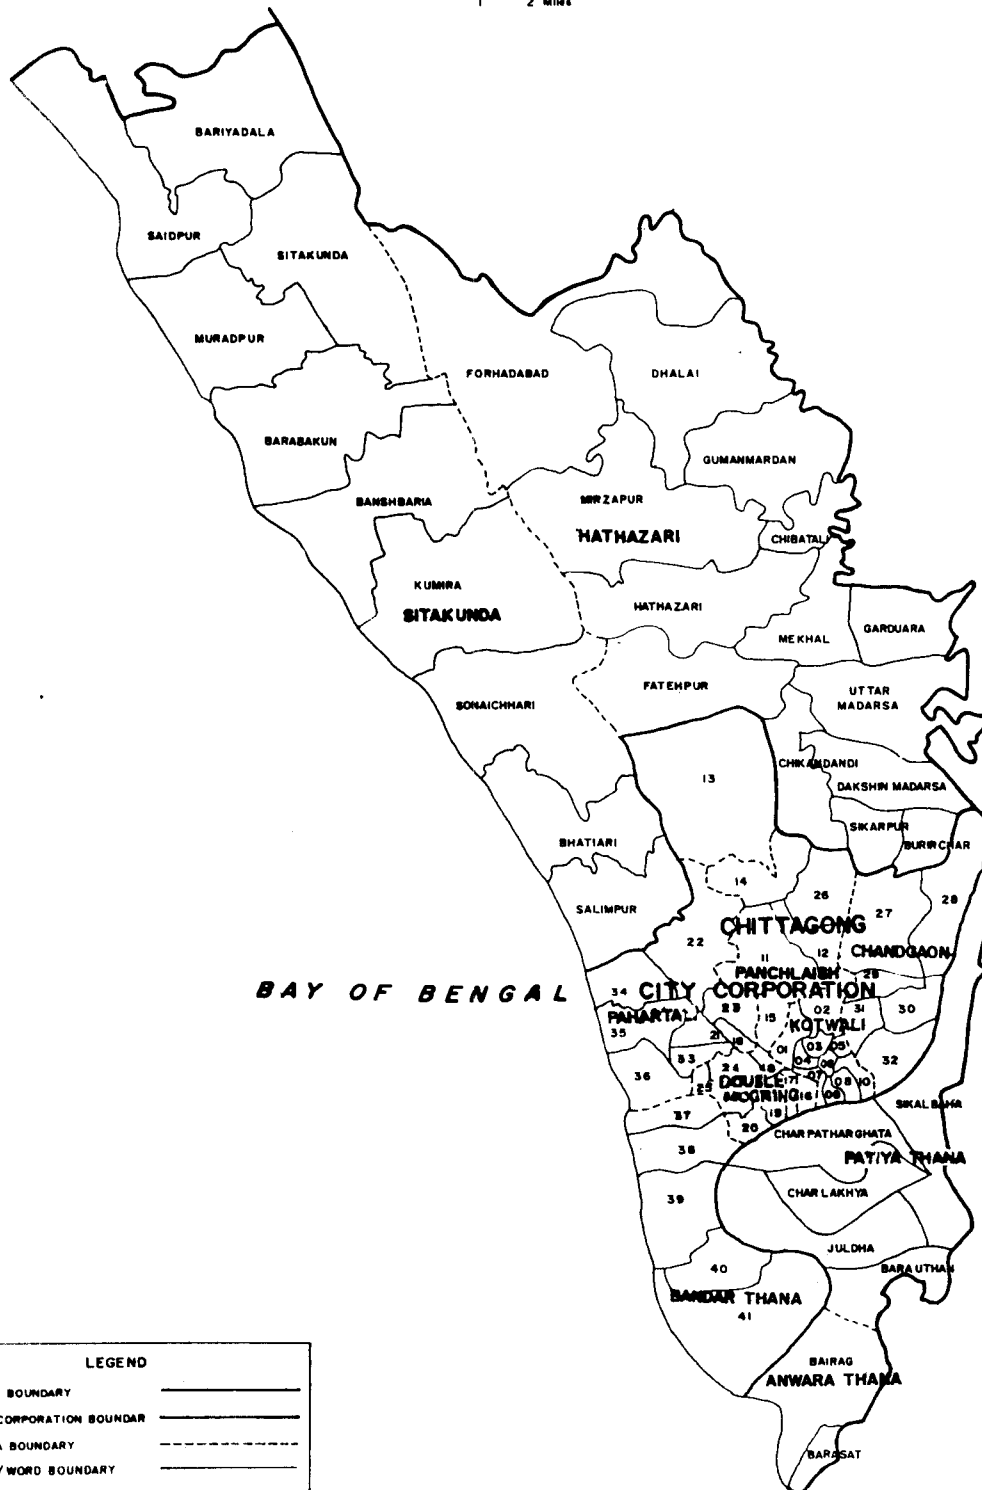 1 2 MILES
BARIYADALA
SAIDPUR
SITAKUNDA
MURADPUR
FORHADABAD
DHALAI
BARABAKUN
GUMANMARDAN
BANSHBARIA
MIRZAPUR
HATHAZARI
CHIBATALI
KUMIRA
SITAKUNDA
HATHAZARI
MEKHAL
GARDUARA
FATEHPUR
UTTAR
MADARSA
SONAICHHARI
13
CHIKANDANDI
DAKSHIN MADARSA
SIKARPUR
BURIRCHAR
BHATIARI
14
26
27
28
SALIMPUR
CHITTAGONG
22
11
12
CHANDGAON
PANCHLAISH
29
BAY OF BENGAL
CITY CORPORATION
34
23
15
02
31
30
PAHARTALI
KOTWALI
35
21
18
01
03
05
33
04
06
32
36
24
48
07
25
DOUBLE
MOORING
17
16
08
09
10
37
19
20
SIKALBAHA
CHAR PATHARGHATA
38
PATIYA THANA
39
CHAR LAKHYA
JULDHA
40
BARA UTHAN
BANDAR THANA
41
BAIRAG
ANWARA THANA
BARASAT
LEGEND
BOUNDARY
CORPORATION BOUNDAR
A BOUNDARY
/WORD BOUNDARY